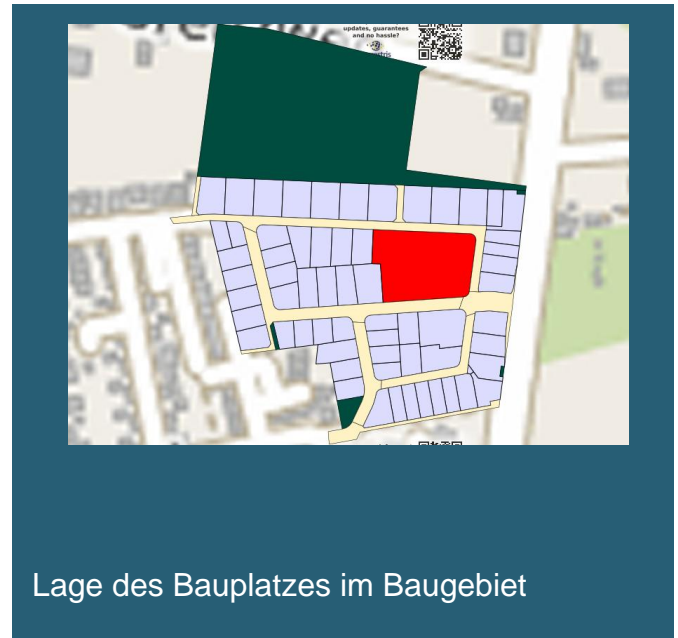 updates, guarantees
and no hassle?
Lage des Bauplatzes im Baugebiet